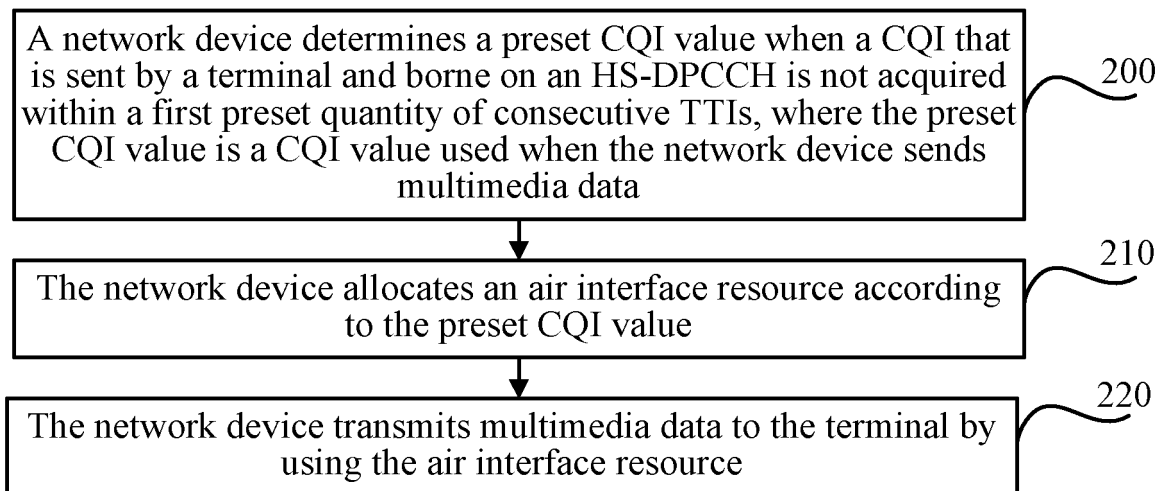 A network device determines a preset CQI value when a CQI that
is sent by a terminal and borne on an HS-DPCCH is not acquired
within a first preset quantity of consecutive TTIs, where the preset
CQI value is a CQI value used when the network device sends
multimedia data
200
The network device allocates an air interface resource according
to the preset CQI value
210
The network device transmits multimedia data to the terminal by
using the air interface resource
220